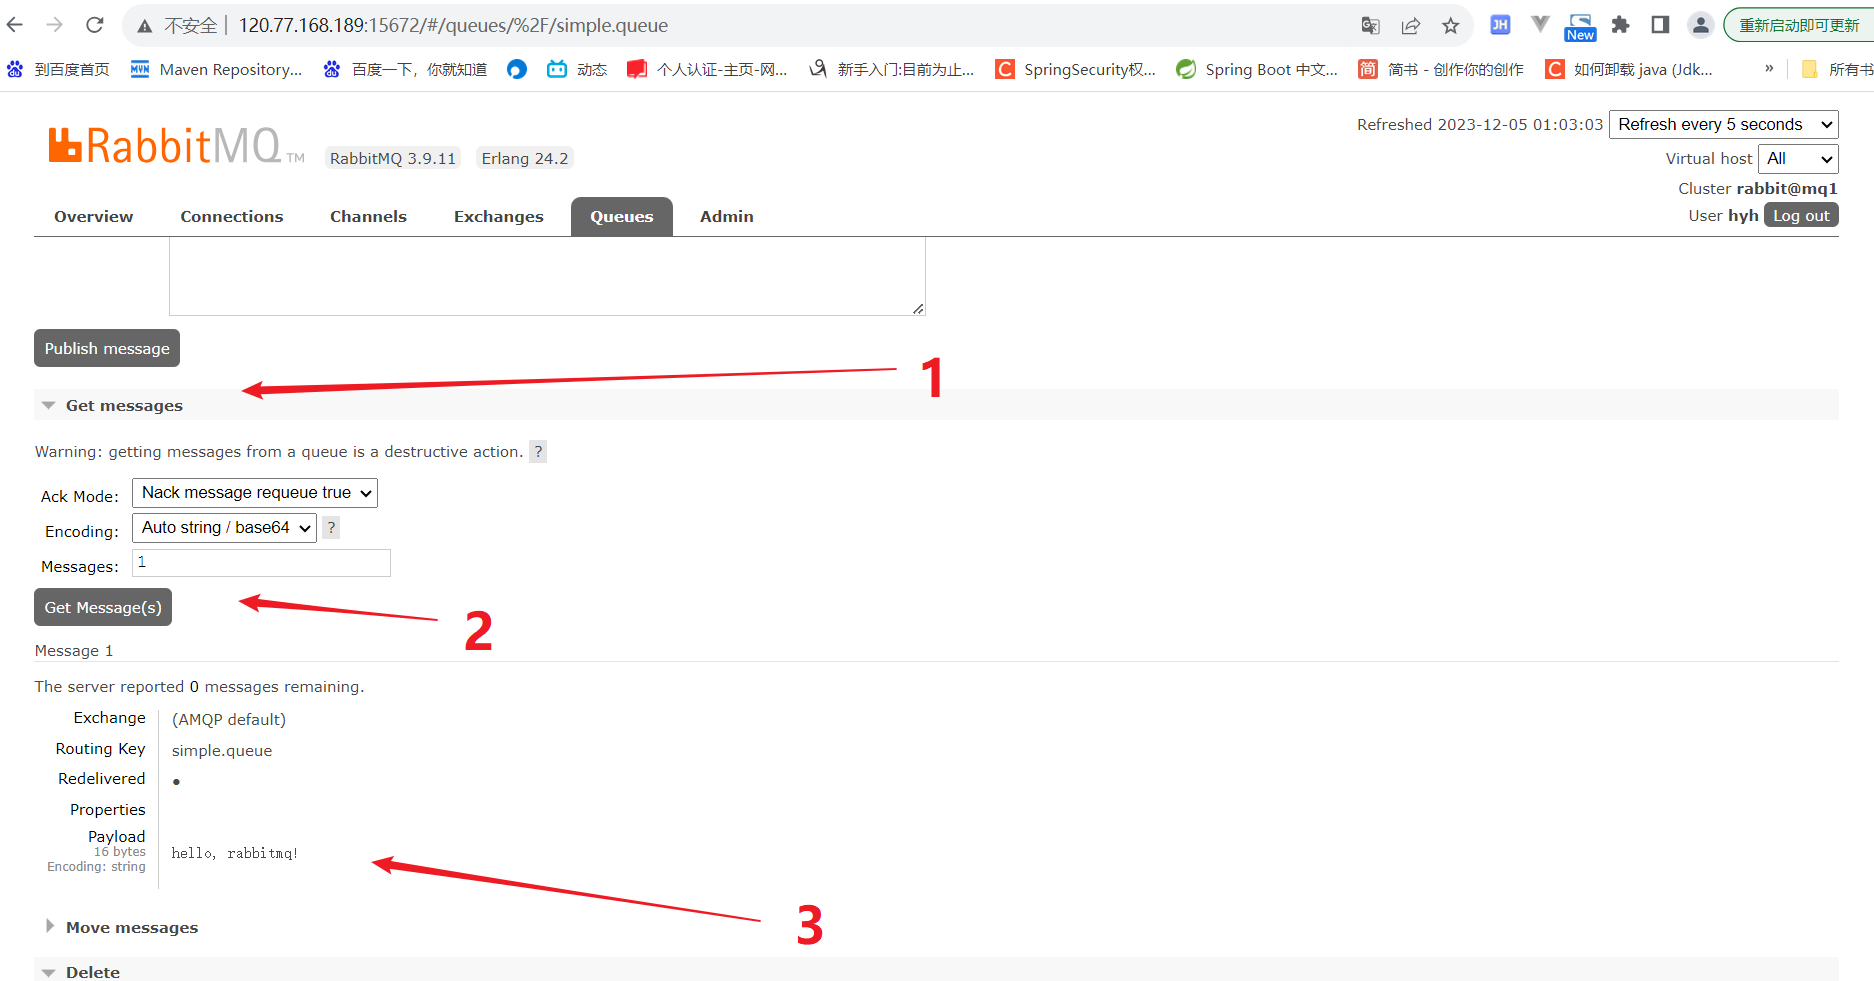 不安全 120.77.168.189:15672/#/queues/%2F/simple.queue JH New 重新启动即可更新
到百度首页 Maven Repository... 百度一下，你就知道 动态 个人认证-主页-网... 新手入门:目前为止... SpringSecurity权... Spring Boot 中文... 简书 - 创作你的创作 如何卸载 java (Jdk... » 所有书
RabbitMQ™ RabbitMQ 3.9.11 Erlang 24.2
Refreshed 2023-12-05 01:03:03 Refresh every 5 seconds
Virtual host All
Cluster rabbit@mq1
User hyh Log out
Overview Connections Channels Exchanges Queues Admin
Publish message
1
Get messages
Warning: getting messages from a queue is a destructive action. ?
Ack Mode: Nack message requeue true
Encoding: Auto string / base64 ?
Messages: 1
Get Message(s)
2
Message 1
The server reported 0 messages remaining.
Exchange (AMQP default)
Routing Key simple.queue
Redelivered ●
Properties
Payload
16 bytes
Encoding: string
hello, rabbitmq!
3
Move messages
Delete